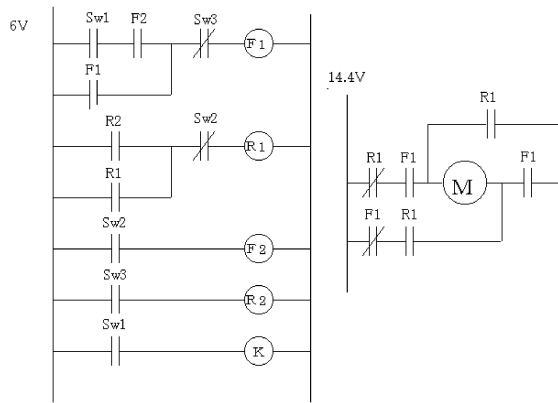 6V
Sw1 F2 Sw3 F1
F1
R2 Sw2 R1
R1
Sw2 F2
Sw3 R2
Sw1 K
14.4V
R1
R1 F1 M F1
F1 R1